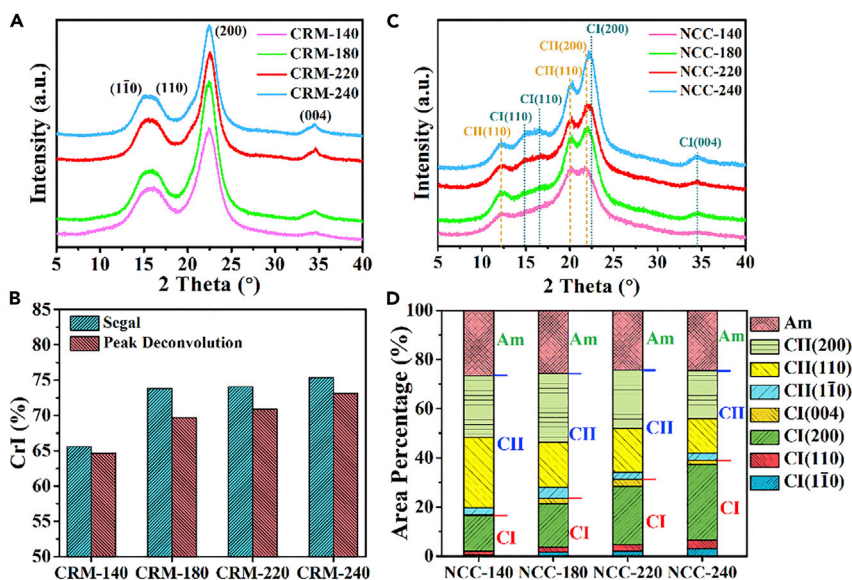 A
CRM-140
CRM-180
CRM-220
CRM-240
(11̄0)
(110)
(200)
(004)
Intensity (a.u.)
5 10 15 20 25 30 35 40
2 Theta (°)
C
NCC-140
NCC-180
NCC-220
NCC-240
CI(200)
CII(200)
CII(110)
CI(110)
CI(110)
CII(110)
CI(004)
Intensity (a.u.)
5 10 15 20 25 30 35 40
2 Theta (°)
B
Segal
Peak Deconvolution
CrI (%)
85
80
75
70
65
60
55
50
CRM-140 CRM-180 CRM-220 CRM-240
D
Area Percentage (%)
100
80
60
40
20
0
Am Am Am Am
CII CII CII CII
CI CI CI CI
NCC-140 NCC-180 NCC-220 NCC-240
Am
CII(200)
CII(110)
CII(11̄0)
CI(004)
CI(200)
CI(110)
CI(11̄0)